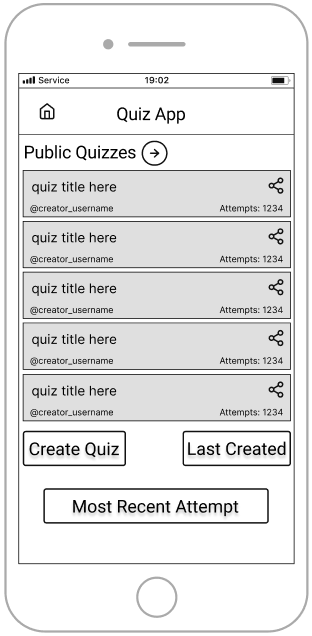 Service 19:02
Quiz App
Public Quizzes
quiz title here
@creator_username Attempts: 1234
quiz title here
@creator_username Attempts: 1234
quiz title here
@creator_username Attempts: 1234
quiz title here
@creator_username Attempts: 1234
quiz title here
@creator_username Attempts: 1234
Create Quiz Last Created
Most Recent Attempt